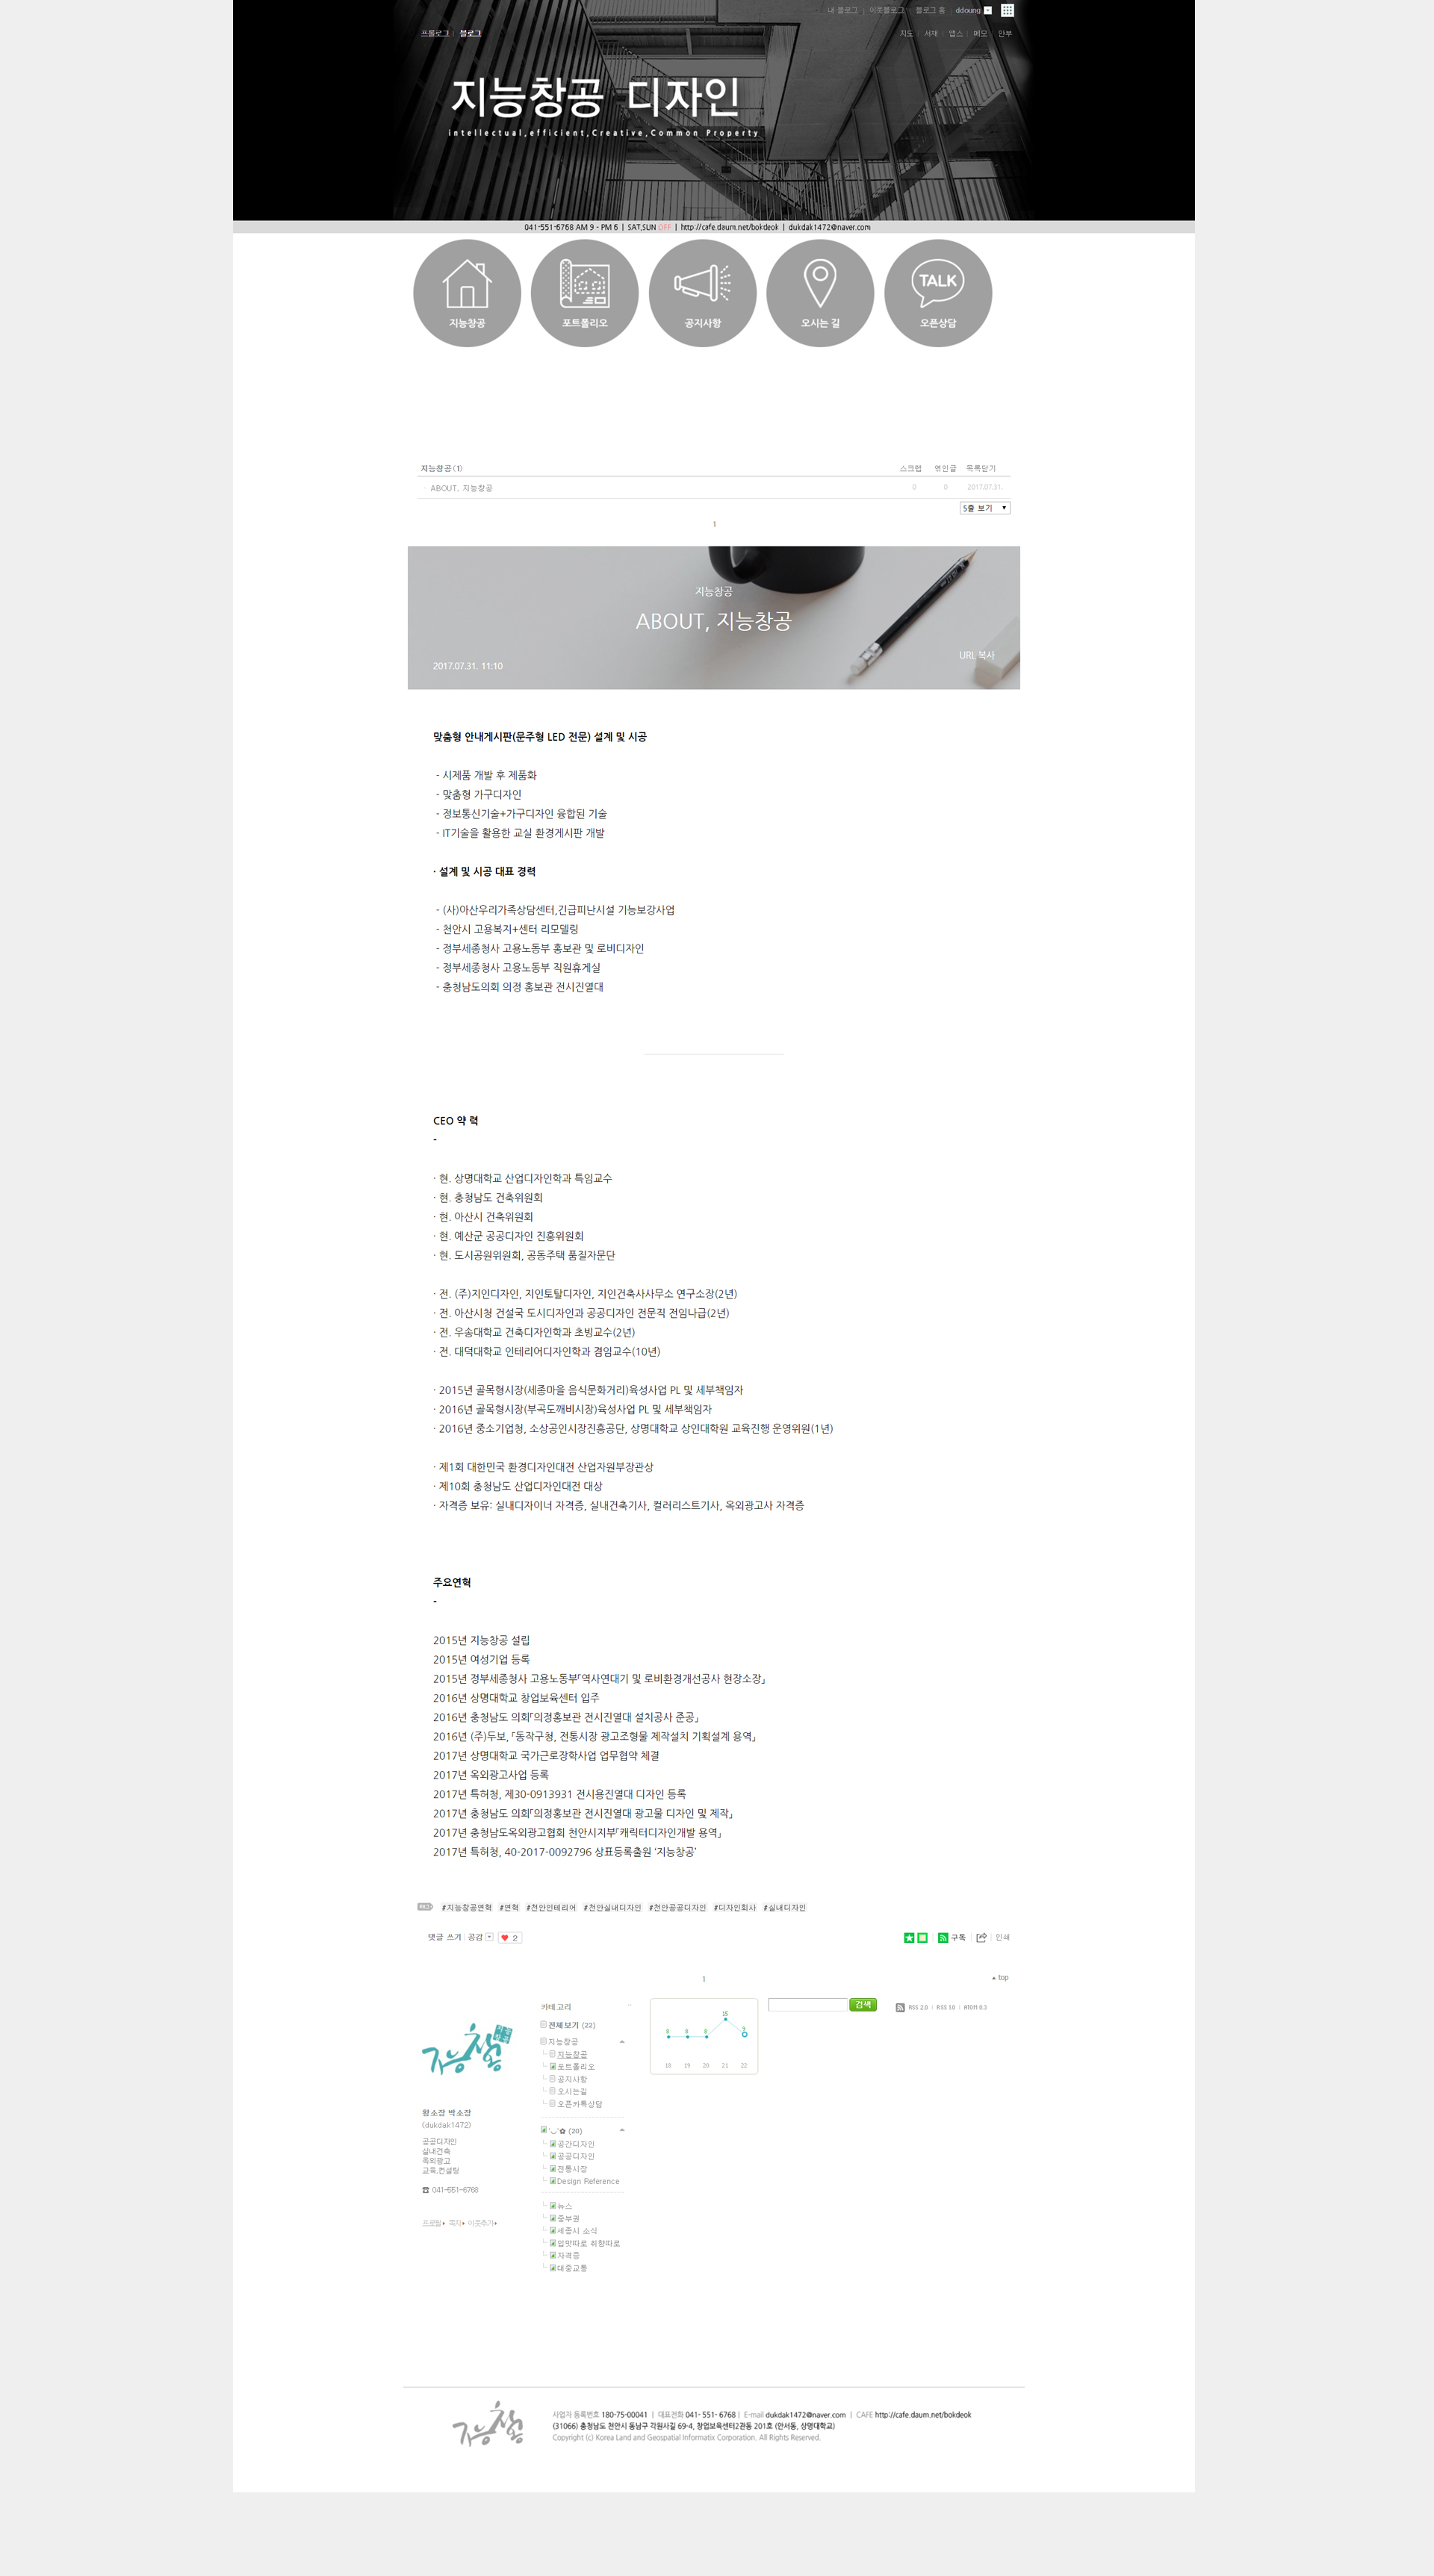 내 블로그 | 이웃블로그 | 블로그 홈 | ddoung
프롤로그 | 블로그
지도 | 서재 | 앱스 | 메모 | 안부
지능창공 디자인
intellectual,efficient,Creative,Common Property
041-551-6768 AM 9 - PM 6 | SAT,SUN OFF | http://cafe.daum.net/bokdeok | dukdak1472@naver.com
TALK
지능창공 포트폴리오 공지사항 오시는 길 오픈상담
지능창공 (1) 스크랩 엮인글 목록닫기
· ABOUT, 지능창공 0 0 2017.07.31.
5줄 보기
1
지능창공
ABOUT, 지능창공
URL 복사
2017.07.31. 11:10
맞춤형 안내게시판(문주형 LED 전문) 설계 및 시공
- 시제품 개발 후 제품화
- 맞춤형 가구디자인
- 정보통신기술+가구디자인 융합된 기술
- IT기술을 활용한 교실 환경게시판 개발
· 설계 및 시공 대표 경력
- (사)아산우리가족상담센터,긴급피난시설 기능보강사업
- 천안시 고용복지+센터 리모델링
- 정부세종청사 고용노동부 홍보관 및 로비디자인
- 정부세종청사 고용노동부 직원휴게실
- 충청남도의회 의정 홍보관 전시진열대
CEO 약 력
-
· 현. 상명대학교 산업디자인학과 특임교수
· 현. 충청남도 건축위원회
· 현. 아산시 건축위원회
· 현. 예산군 공공디자인 진흥위원회
· 현. 도시공원위원회, 공동주택 품질자문단
· 전. (주)지인디자인, 지인토탈디자인, 지인건축사사무소 연구소장(2년)
· 전. 아산시청 건설국 도시디자인과 공공디자인 전문직 전임나급(2년)
· 전. 우송대학교 건축디자인학과 초빙교수(2년)
· 전. 대덕대학교 인테리어디자인학과 겸임교수(10년)
· 2015년 골목형시장(세종마을 음식문화거리)육성사업 PL 및 세부책임자
· 2016년 골목형시장(부곡도깨비시장)육성사업 PL 및 세부책임자
· 2016년 중소기업청, 소상공인시장진흥공단, 상명대학교 상인대학원 교육진행 운영위원(1년)
· 제1회 대한민국 환경디자인대전 산업자원부장관상
· 제10회 충청남도 산업디자인대전 대상
· 자격증 보유: 실내디자이너 자격증, 실내건축기사, 컬러리스트기사, 옥외광고사 자격증
주요연혁
-
2015년 지능창공 설립
2015년 여성기업 등록
2015년 정부세종청사 고용노동부「역사연대기 및 로비환경개선공사 현장소장」
2016년 상명대학교 창업보육센터 입주
2016년 충청남도 의회「의정홍보관 전시진열대 설치공사 준공」
2016년 (주)두보, 「동작구청, 전통시장 광고조형물 제작설치 기획설계 용역」
2017년 상명대학교 국가근로장학사업 업무협약 체결
2017년 옥외광고사업 등록
2017년 특허청, 제30-0913931 전시용진열대 디자인 등록
2017년 충청남도 의회「의정홍보관 전시진열대 광고물 디자인 및 제작」
2017년 충청남도옥외광고협회 천안시지부「캐릭터디자인개발 용역」
2017년 특허청, 40-2017-0092796 상표등록출원 '지능창공'
#지능창공연혁 #연혁 #천안인테리어 #천안실내디자인 #천안공공디자인 #디자인회사 #실내디자인
댓글 쓰기 | 공감 2
구독 | 인쇄
1
top
지능창공
황소장 박소장
(dukdak1472)
공공디자인
실내건축
옥외광고
교육,컨설팅
☎ 041-551-6768
프로필 쪽지 이웃추가
카테고리
전체보기 (22)
지능창공
지능창공
포트폴리오
공지사항
오시는길
오픈카톡상담
'◡'✿ (20)
공간디자인
공공디자인
전통시장
Design Reference
뉴스
중부권
세종시 소식
입맛따로 취향따로
자격증
대중교통
8 8 8 15 9
18 19 20 21 22
검색
RSS 2.0 | RSS 1.0 | ATOM 0.3
지능창공
사업자 등록번호 180-75-00041 | 대표전화 041- 551- 6768 | E-mail dukdak1472@naver.com | CAFE http://cafe.daum.net/bokdeok
(31066) 충청남도 천안시 동남구 각원사길 69-4, 창업보육센터2관동 201호 (안서동, 상명대학교)
Copyright (c) Korea Land and Geospatial Informatix Corporation. All Rights Reserved.